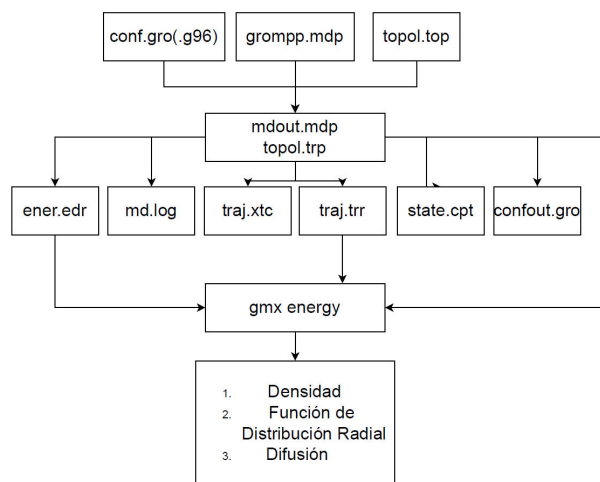 conf.gro(.g96)
grompp.mdp
topol.top
mdout.mdp
topol.trp
ener.edr
md.log
traj.xtc
traj.trr
state.cpt
confout.gro
gmx energy
1. Densidad
2. Función de
Distribución Radial
3. Difusión